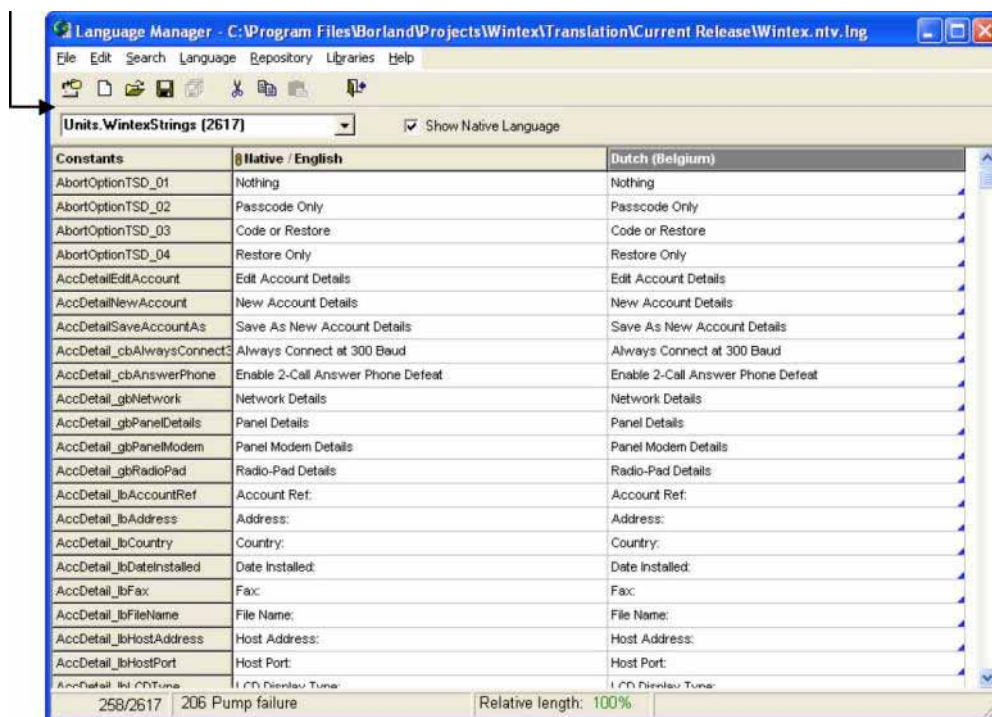 Language Manager - C:\Program Files\Borland\Projects\Wintex\Translation\Current Release\Wintex.ntv.lng
File Edit Search Language Repository Libraries Help
Units.WintexStrings (2617) Show Native Language
Constants Native / English Dutch (Belgium)
AbortOptionTSD_01 Nothing Nothing
AbortOptionTSD_02 Passcode Only Passcode Only
AbortOptionTSD_03 Code or Restore Code or Restore
AbortOptionTSD_04 Restore Only Restore Only
AccDetailEditAccount Edit Account Details Edit Account Details
AccDetailNewAccount New Account Details New Account Details
AccDetailSaveAccountAs Save As New Account Details Save As New Account Details
AccDetail_cbAlwaysConnect3 Always Connect at 300 Baud Always Connect at 300 Baud
AccDetail_cbAnswerPhone Enable 2-Call Answer Phone Defeat Enable 2-Call Answer Phone Defeat
AccDetail_gbNetwork Network Details Network Details
AccDetail_gbPanelDetails Panel Details Panel Details
AccDetail_gbPanelModem Panel Modem Details Panel Modem Details
AccDetail_gbRadioPad Radio-Pad Details Radio-Pad Details
AccDetail_lbAccountRef Account Ref: Account Ref:
AccDetail_lbAddress Address: Address:
AccDetail_lbCountry Country: Country:
AccDetail_lbDateInstalled Date Installed: Date Installed:
AccDetail_lbFax Fax: Fax:
AccDetail_lbFileName File Name: File Name:
AccDetail_lbHostAddress Host Address: Host Address:
AccDetail_lbHostPort Host Port: Host Port:
AccDetail_lbLCDType LCD Display Type: LCD Display Type:
258/2617 206 Pump failure Relative length: 100%